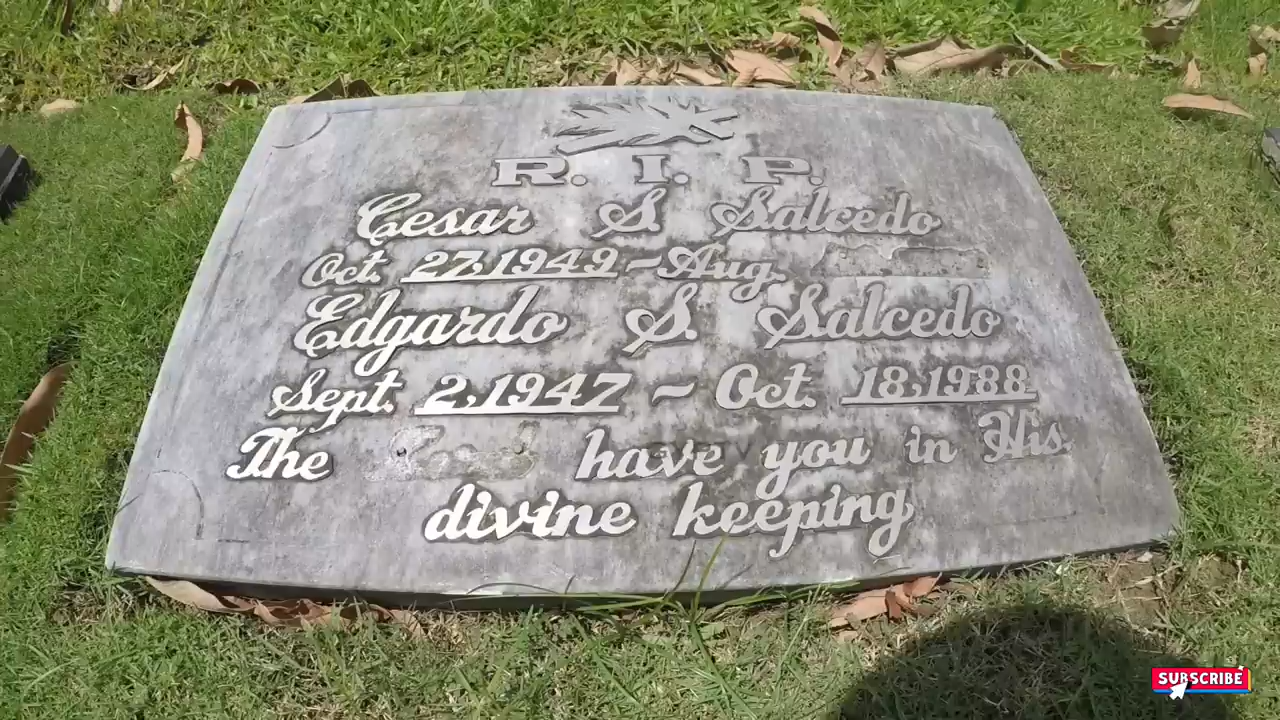 R. I. P.
Cesar S. Salcedo
Oct. 27, 1949 ~ Aug.
Edgardo S. Salcedo
Sept. 2, 1947 ~ Oct. 18, 1988
The Lord have you in His
divine keeping
SUBSCRIBE